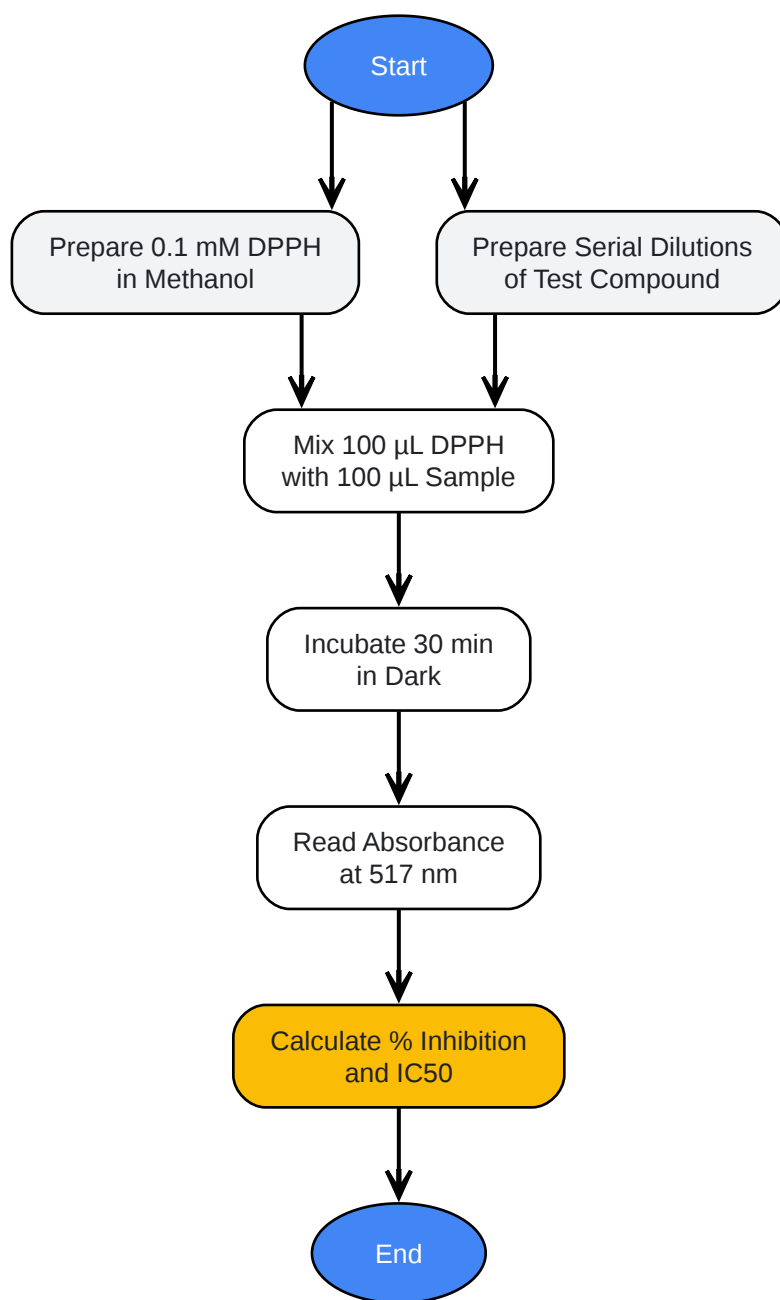 Start
Prepare 0.1 mM DPPH
in Methanol
Prepare Serial Dilutions
of Test Compound
Mix 100 µL DPPH
with 100 µL Sample
Incubate 30 min
in Dark
Read Absorbance
at 517 nm
Calculate % Inhibition
and IC50
End